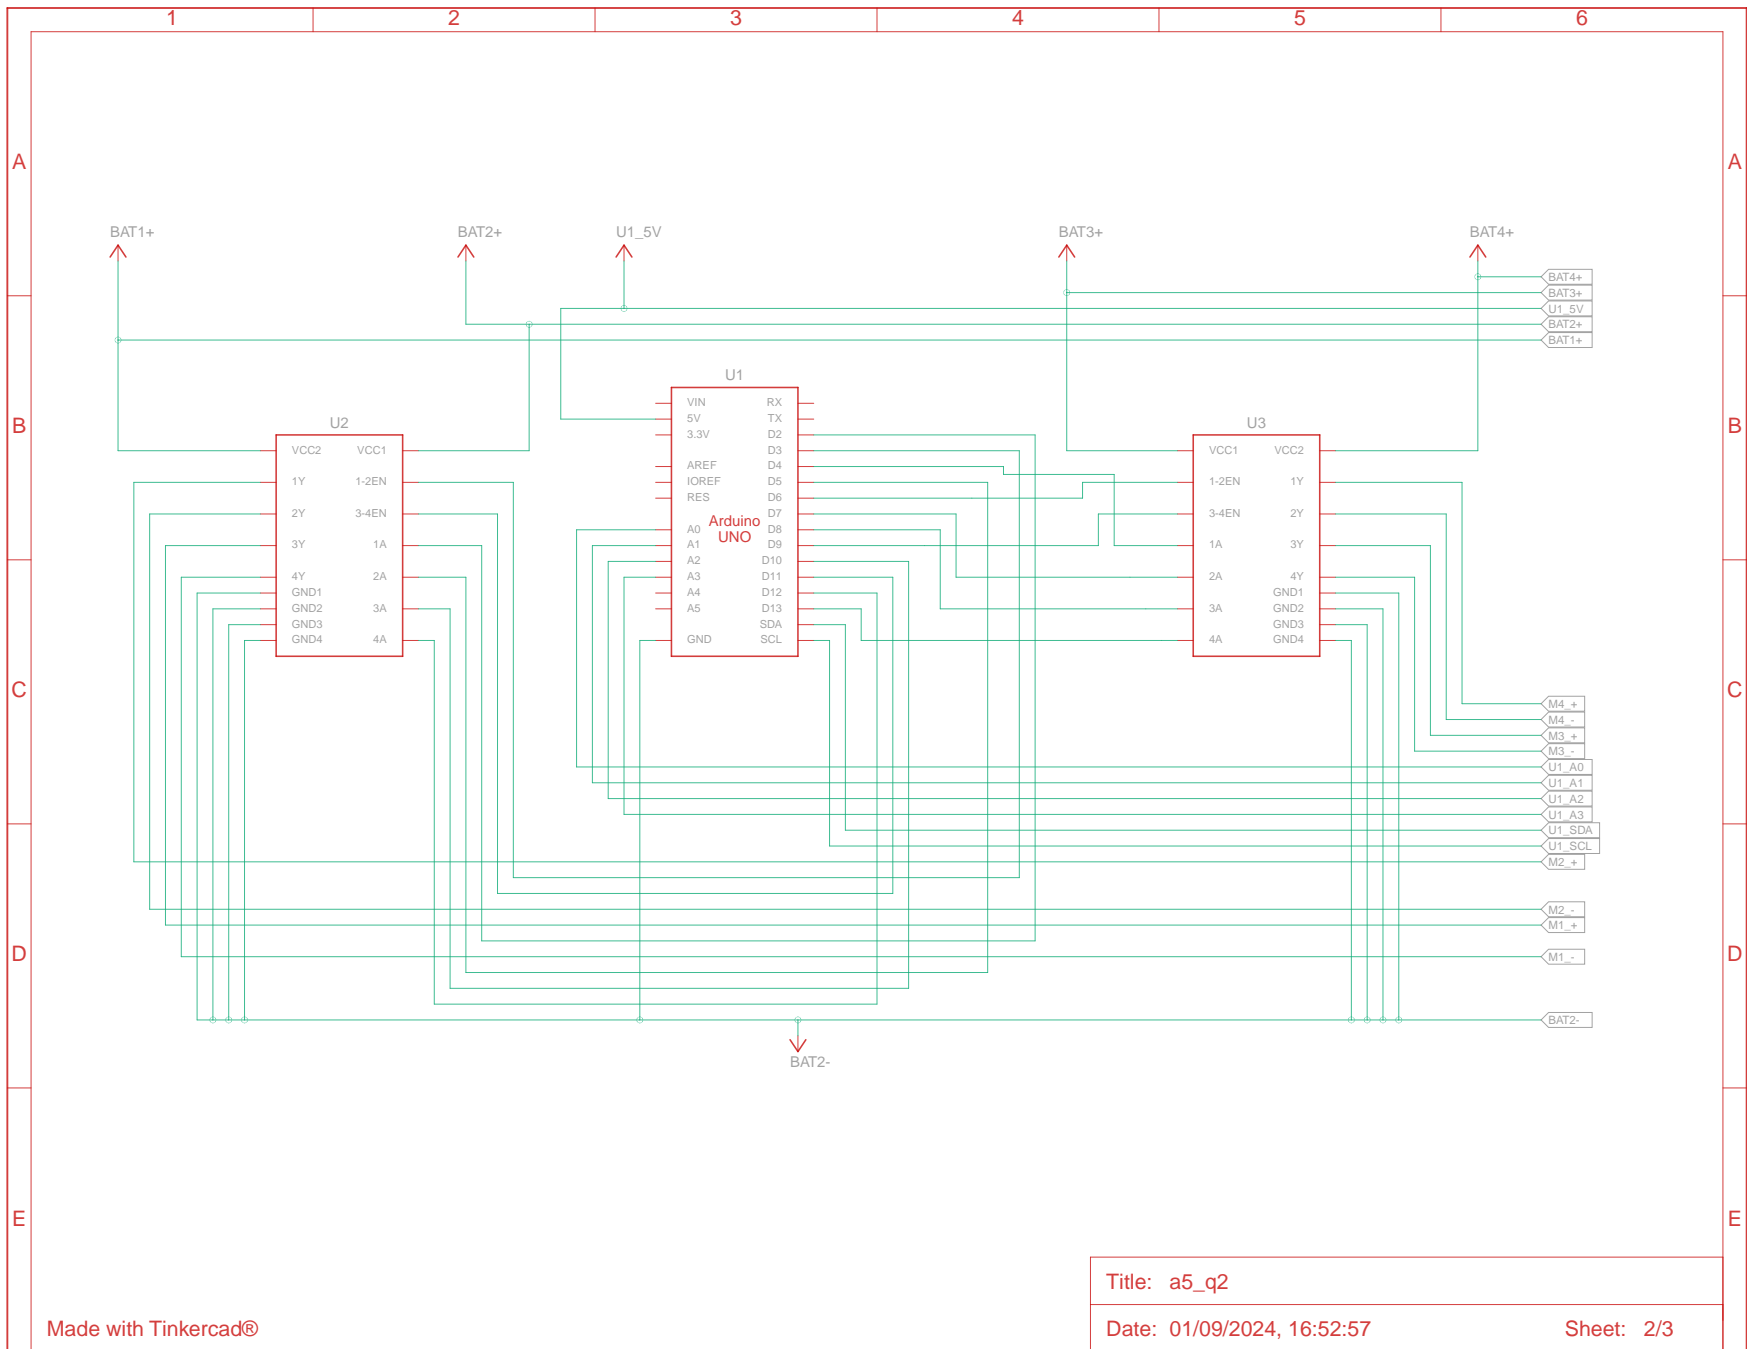 1 2 3 4 5 6
A A
BAT1+ BAT2+ U1_5V BAT3+ BAT4+
BAT4+
BAT3+
U1_5V
BAT2+
BAT1+
B B
U2
VCC2 VCC1
1Y 1-2EN
2Y 3-4EN
3Y 1A
4Y 2A
GND1
GND2 3A
GND3
GND4 4A
U1
VIN RX
5V TX
3.3V D2
D3
AREF D4
IOREF D5
RES D6
D7
Arduino
UNO
A0 D8
A1 D9
A2 D10
A3 D11
A4 D12
A5 D13
SDA
GND SCL
U3
VCC1 VCC2
1-2EN 1Y
3-4EN 2Y
1A 3Y
2A 4Y
GND1
3A GND2
GND3
4A GND4
C C
M4_+
M4_-
M3_+
M3_-
U1_A0
U1_A1
U1_A2
U1_A3
U1_SDA
U1_SCL
M2_+
M2_-
M1_+
D D
M1_-
BAT2-
BAT2-
E E
Title: a5_q2
Made with Tinkercad®
Date: 01/09/2024, 16:52:57 Sheet: 2/3